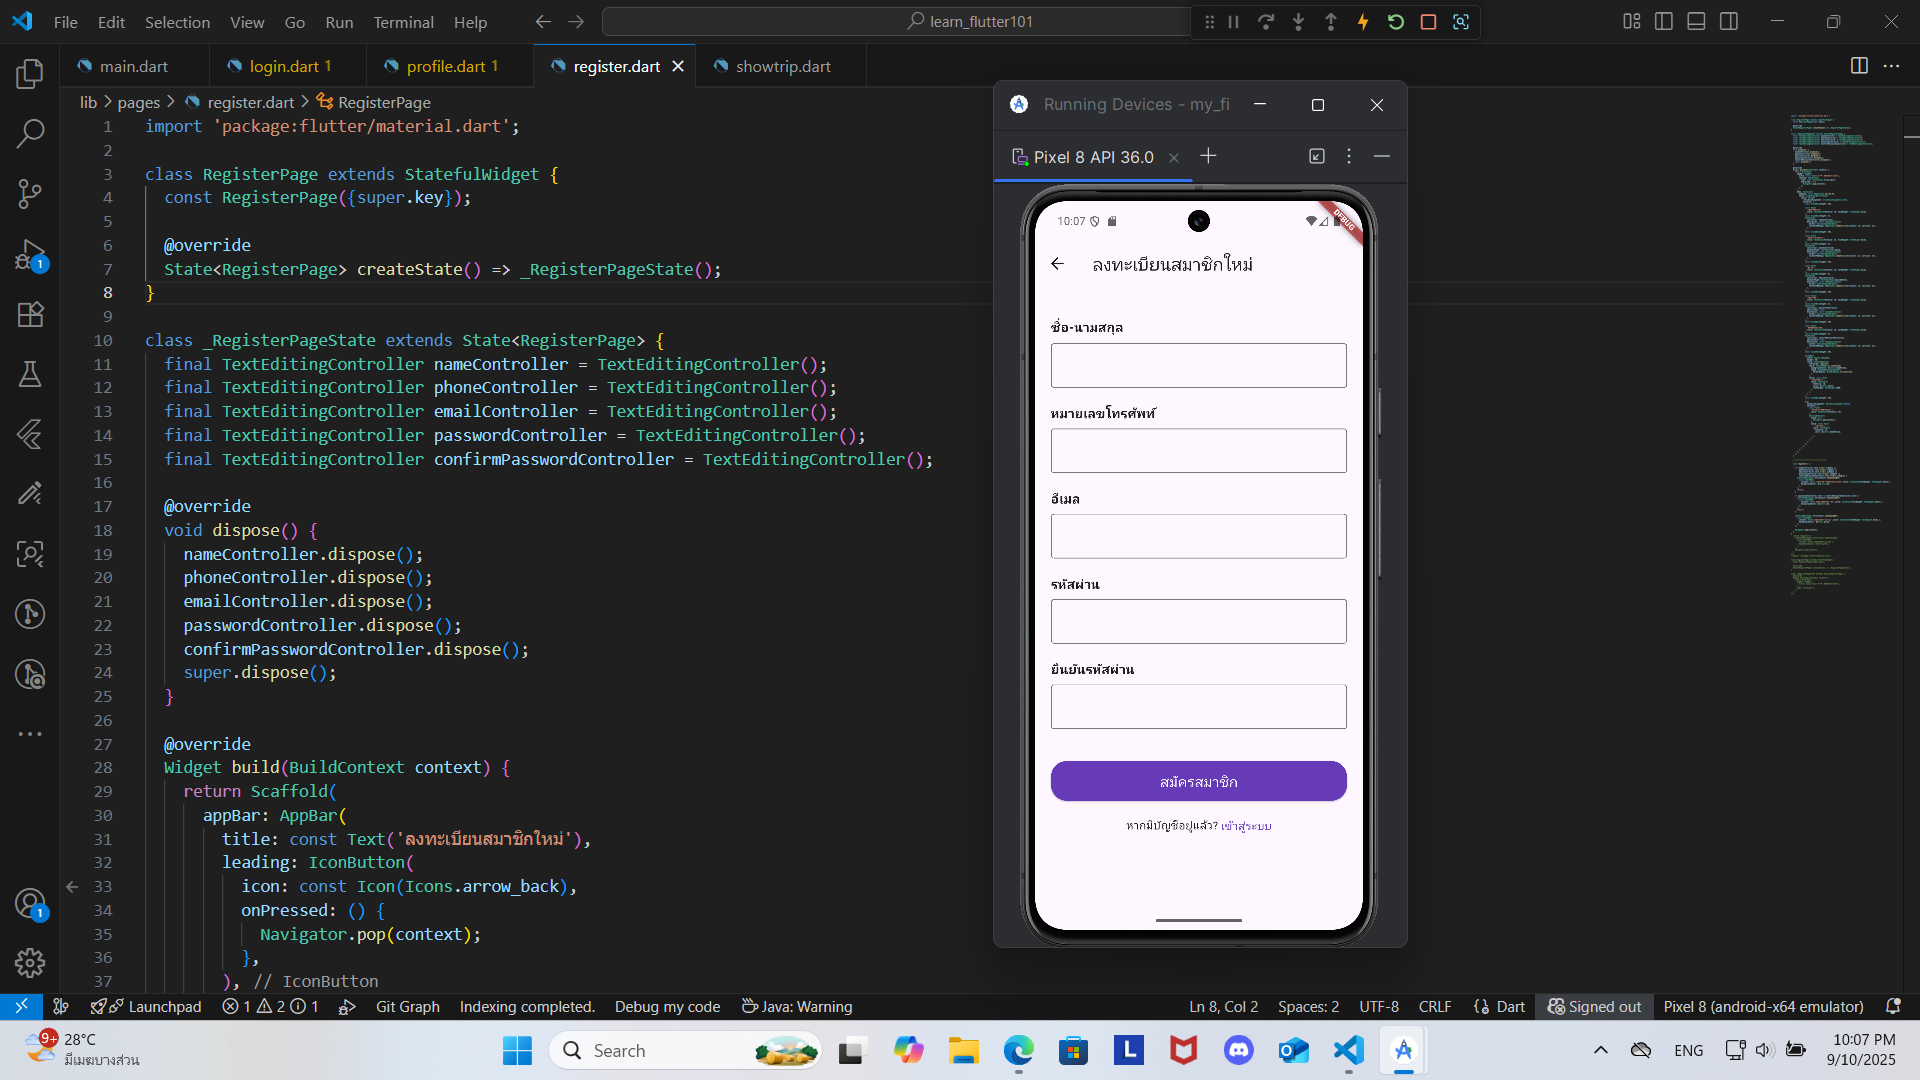 File Edit Selection View Go Run Terminal Help
learn_flutter101
main.dart
login.dart 1
profile.dart 1
register.dart
showtrip.dart
lib > pages > register.dart > RegisterPage
1 import 'package:flutter/material.dart';
2
3 class RegisterPage extends StatefulWidget {
4 const RegisterPage({super.key});
5
6 @override
7 State<RegisterPage> createState() => _RegisterPageState();
8 }
9
10 class _RegisterPageState extends State<RegisterPage> {
11 final TextEditingController nameController = TextEditingController();
12 final TextEditingController phoneController = TextEditingController();
13 final TextEditingController emailController = TextEditingController();
14 final TextEditingController passwordController = TextEditingController();
15 final TextEditingController confirmPasswordController = TextEditingController();
16
17 @override
18 void dispose() {
19 nameController.dispose();
20 phoneController.dispose();
21 emailController.dispose();
22 passwordController.dispose();
23 confirmPasswordController.dispose();
24 super.dispose();
25 }
26
27 @override
28 Widget build(BuildContext context) {
29 return Scaffold(
30 appBar: AppBar(
31 title: const Text('ลงทะเบียนสมาชิกใหม่'),
32 leading: IconButton(
33 icon: const Icon(Icons.arrow_back),
34 onPressed: () {
35 Navigator.pop(context);
36 },
37 ), // IconButton
Running Devices - my_fi
Pixel 8 API 36.0
10:07
DEBUG
ลงทะเบียนสมาชิกใหม่
ชื่อ-นามสกุล
หมายเลขโทรศัพท์
อีเมล
รหัสผ่าน
ยืนยันรหัสผ่าน
สมัครสมาชิก
หากมีบัญชีอยู่แล้ว? เข้าสู่ระบบ
1
1
Launchpad 1 2 1 Git Graph Indexing completed. Debug my code Java: Warning
Ln 8, Col 2 Spaces: 2 UTF-8 CRLF Dart Signed out Pixel 8 (android-x64 emulator)
9+
28°C
มีเมฆบางส่วน
Search
L
ENG
10:07 PM
9/10/2025